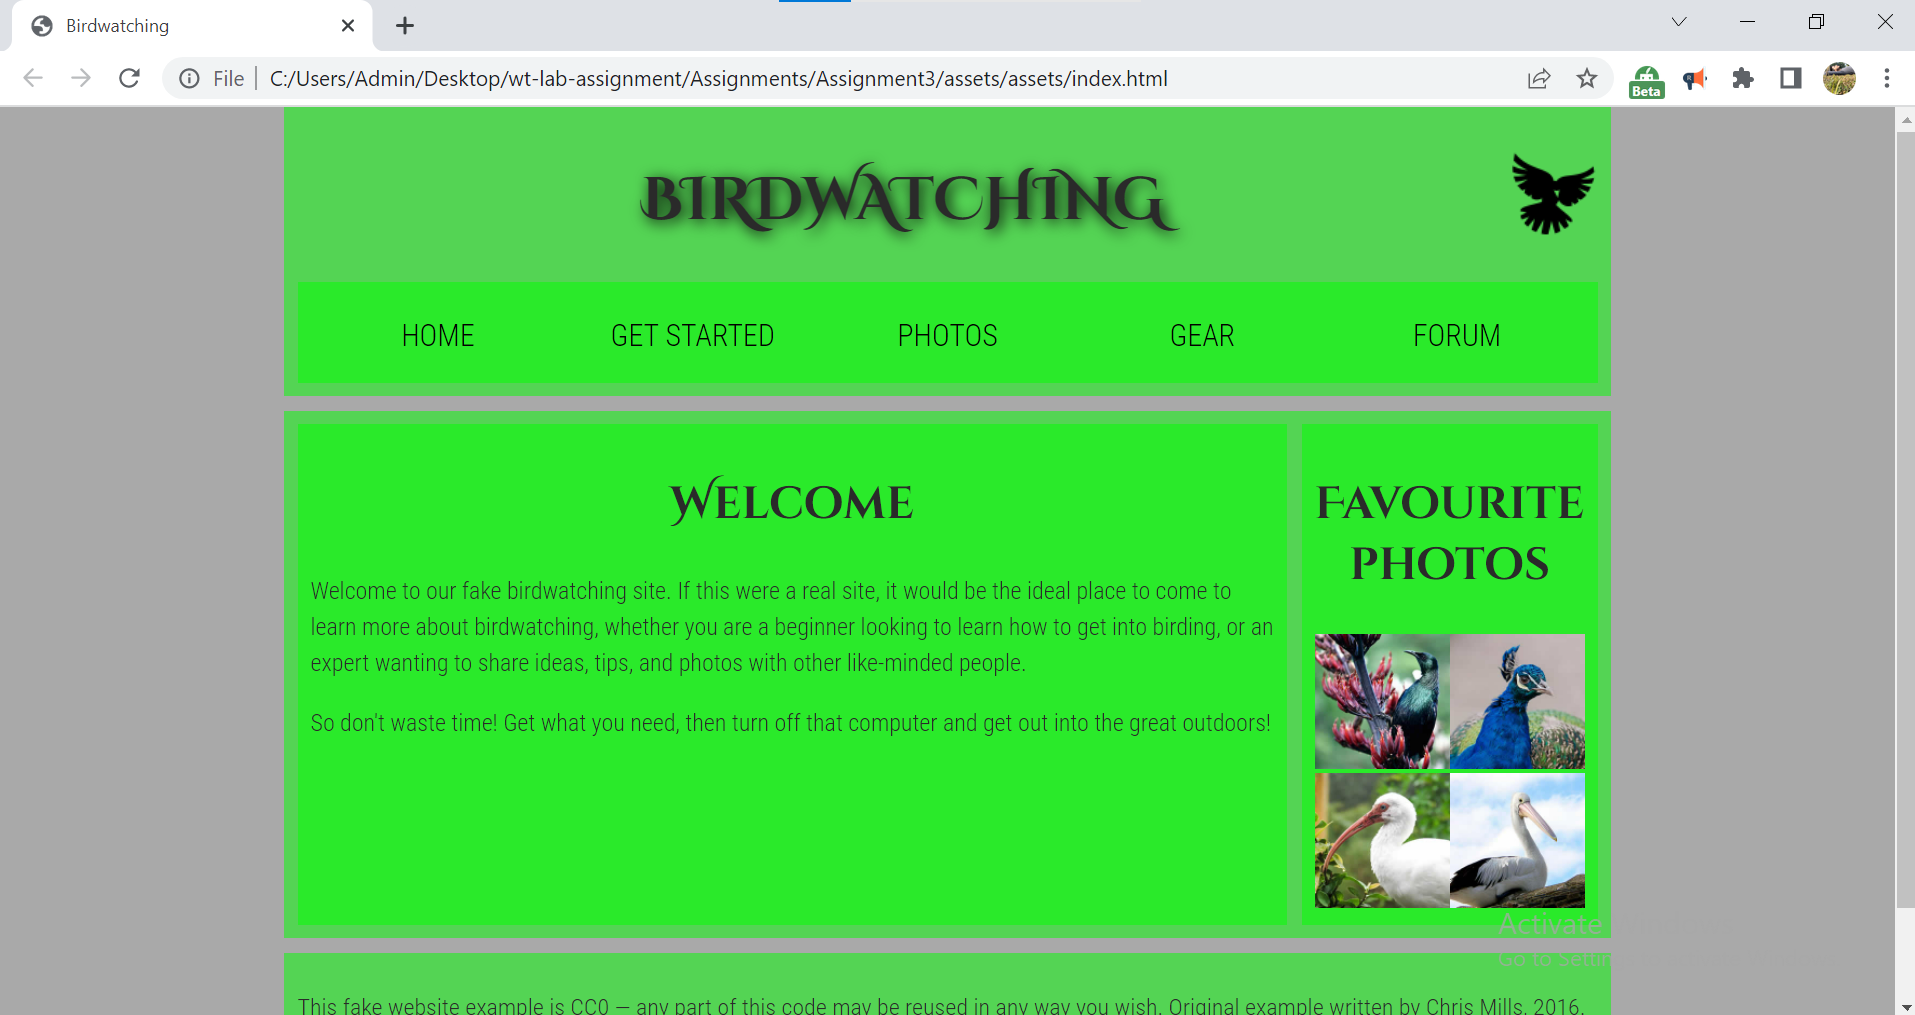 Birdwatching
File
C:/Users/Admin/Desktop/wt-lab-assignment/Assignments/Assignment3/assets/assets/index.html
Beta
BIRDWATCHING
HOME GET STARTED PHOTOS GEAR FORUM
Welcome
Welcome to our fake birdwatching site. If this were a real site, it would be the ideal place to come to
learn more about birdwatching, whether you are a beginner looking to learn how to get into birding, or an
expert wanting to share ideas, tips, and photos with other like-minded people.
So don't waste time! Get what you need, then turn off that computer and get out into the great outdoors!
Favourite
photos
Activate
Go to
This fake website example is CC0 — any part of this code may be reused in any way you wish. Original example written by Chris Mills, 2016.